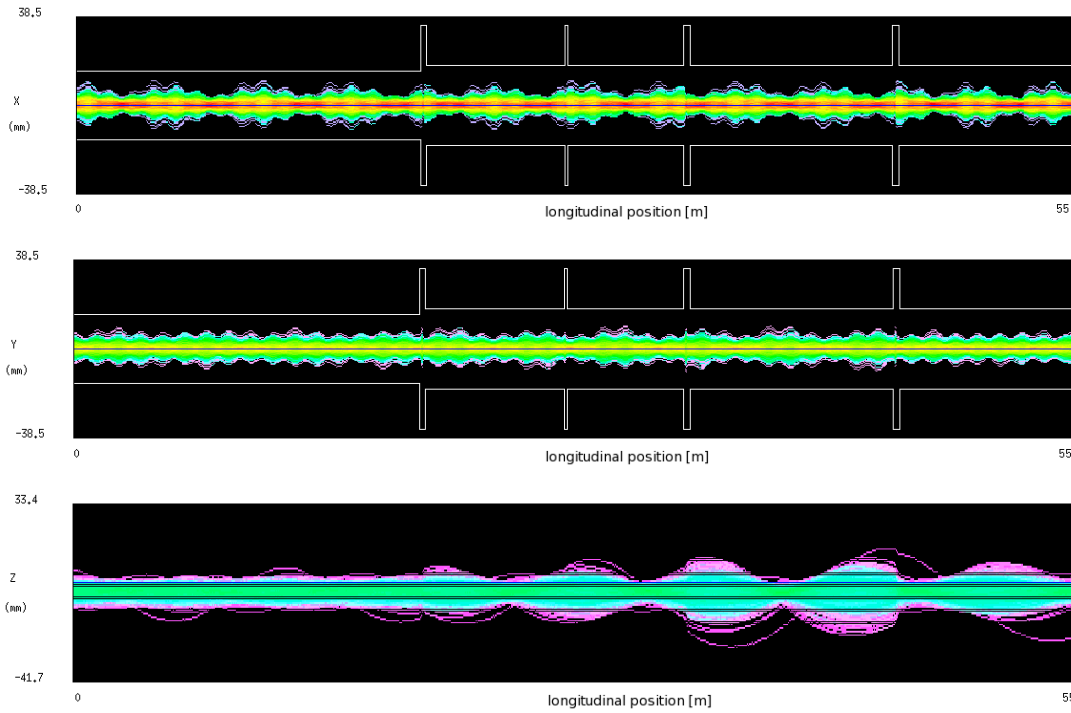 38.5
X
(mm)
-38.5
0 longitudinal position [m] 55
38.5
Y
(mm)
-38.5
0 longitudinal position [m] 55
33.4
Z
(mm)
-41.7
0 longitudinal position [m] 55